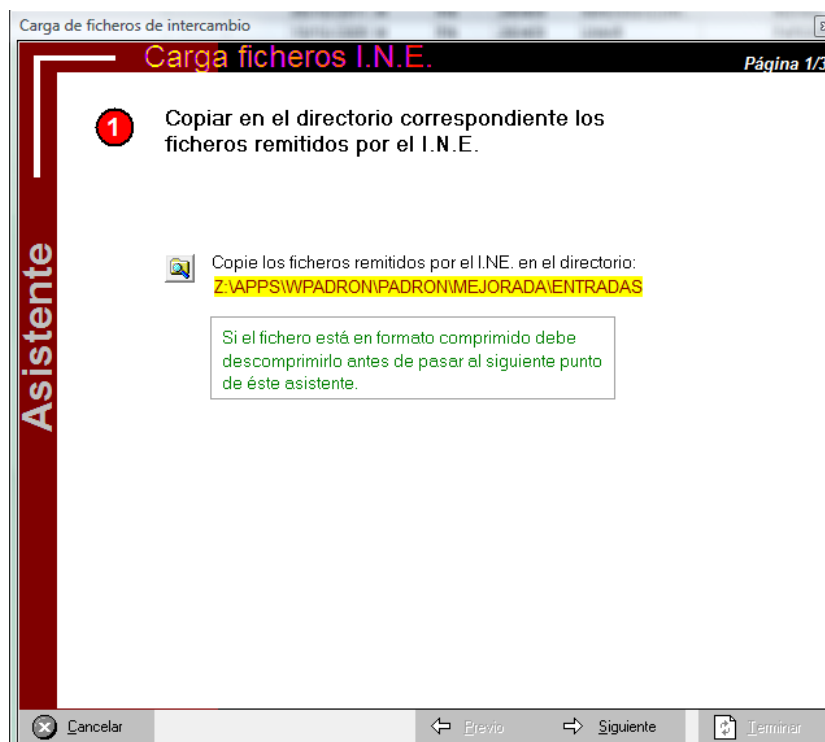 Carga de ficheros de intercambio
Carga ficheros I.N.E.
Página 1/3
1
Copiar en el directorio correspondiente los
ficheros remitidos por el I.N.E.
Asistente
Copie los ficheros remitidos por el I.NE. en el directorio:
Z:\APPS\WPADRON\PADRON\MEJORADA\ENTRADAS
Si el fichero está en formato comprimido debe
descomprimirlo antes de pasar al siguiente punto
de éste asistente.
Cancelar
Previo
Siguiente
Terminar